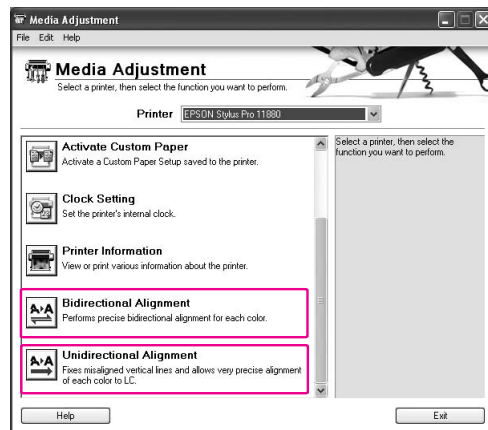 Media Adjustment
File Edit Help
Media Adjustment
Select a printer, then select the function you want to perform.
Printer EPSON Stylus Pro 11880
Activate Custom Paper
Activate a Custom Paper Setup saved to the printer.
Clock Setting
Set the printer's internal clock.
Printer Information
View or print various information about the printer.
A▸A Bidirectional Alignment
Performs precise bidirectional alignment for each color.
A▸A Unidirectional Alignment
Fixes misaligned vertical lines and allows very precise alignment
of each color to LC.
Select a printer, then select the
function you want to perform.
Help Exit